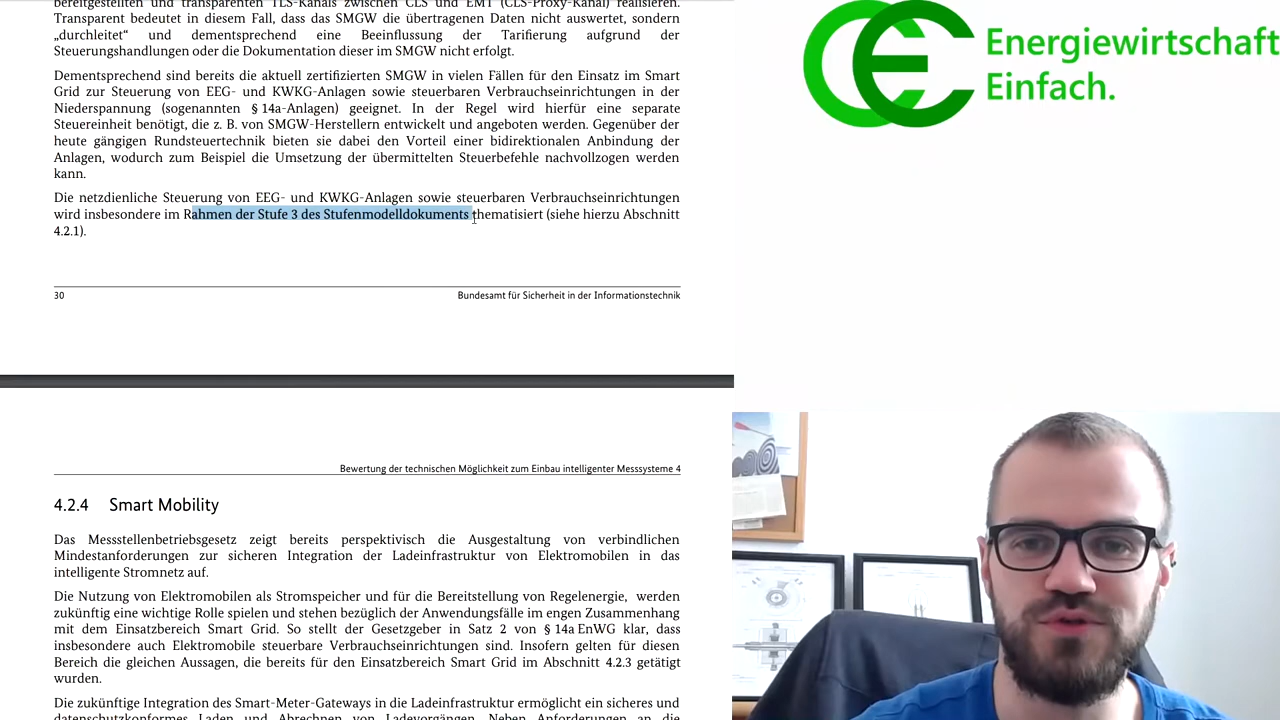 bereitgestellten und transparenten TLS-Kanals zwischen CLS und EMT (CLS-Proxy-Kanal) realisieren.
Transparent bedeutet in diesem Fall, dass das SMGW die übertragenen Daten nicht auswertet, sondern
„durchleitet“ und dementsprechend eine Beeinflussung der Tarifierung aufgrund der
Steuerungshandlungen oder die Dokumentation dieser im SMGW nicht erfolgt.
Dementsprechend sind bereits die aktuell zertifizierten SMGW in vielen Fällen für den Einsatz im Smart
Grid zur Steuerung von EEG- und KWKG-Anlagen sowie steuerbaren Verbrauchseinrichtungen in der
Niederspannung (sogenannten § 14a-Anlagen) geeignet. In der Regel wird hierfür eine separate
Steuereinheit benötigt, die z. B. von SMGW-Herstellern entwickelt und angeboten werden. Gegenüber der
heute gängigen Rundsteuertechnik bieten sie dabei den Vorteil einer bidirektionalen Anbindung der
Anlagen, wodurch zum Beispiel die Umsetzung der übermittelten Steuerbefehle nachvollzogen werden
kann.
Die netzdienliche Steuerung von EEG- und KWKG-Anlagen sowie steuerbaren Verbrauchseinrichtungen
wird insbesondere im Rahmen der Stufe 3 des Stufenmodelldokuments thematisiert (siehe hierzu Abschnitt
4.2.1).
30 Bundesamt für Sicherheit in der Informationstechnik
Bewertung der technischen Möglichkeit zum Einbau intelligenter Messsysteme 4
4.2.4 Smart Mobility
Das Messstellenbetriebsgesetz zeigt bereits perspektivisch die Ausgestaltung von verbindlichen
Mindestanforderungen zur sicheren Integration der Ladeinfrastruktur von Elektromobilen in das
intelligente Stromnetz auf.
Die Nutzung von Elektromobilen als Stromspeicher und für die Bereitstellung von Regelenergie, werden
zukünftig eine wichtige Rolle spielen und stehen bezüglich der Anwendungsfälle im engen Zusammenhang
mit dem Einsatzbereich Smart Grid. So stellt der Gesetzgeber in Satz 2 von § 14a EnWG klar, dass
insbesondere auch Elektromobile steuerbare Verbrauchseinrichtungen sind. Insofern gelten für diesen
Bereich die gleichen Aussagen, die bereits für den Einsatzbereich Smart Grid im Abschnitt 4.2.3 getätigt
wurden.
Die zukünftige Integration des Smart-Meter-Gateways in die Ladeinfrastruktur ermöglicht ein sicheres und
datenschutzkonformes Laden und Abrechnen von Ladevorgängen. Neben Anforderungen an die
Energiewirtschaft
Einfach.